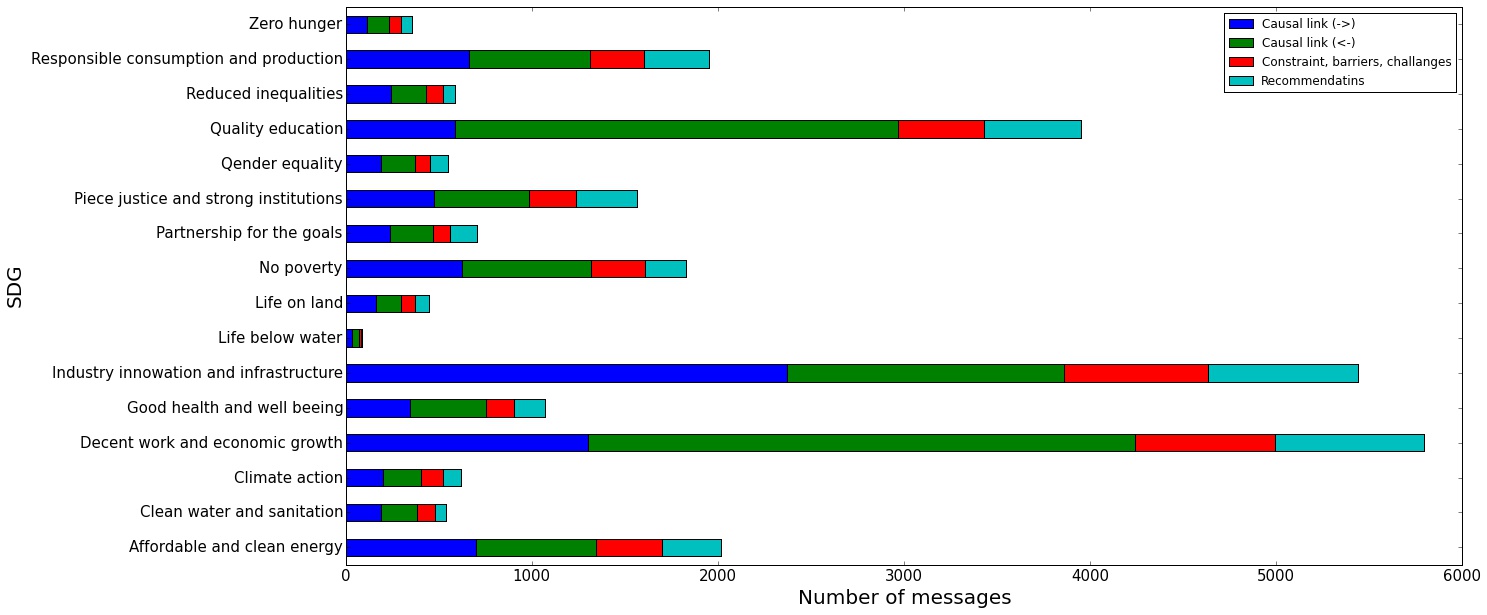 Zero hunger
Responsible consumption and production
Reduced inequalities
Quality education
Qender equality
Piece justice and strong institutions
Partnership for the goals
No poverty
Life on land
Life below water
Industry innowation and infrastructure
Good health and well beeing
Decent work and economic growth
Climate action
Clean water and sanitation
Affordable and clean energy
SDG
0 1000 2000 3000 4000 5000 6000
Number of messages
Causal link (->)
Causal link (<-)
Constraint, barriers, challanges
Recommendatins